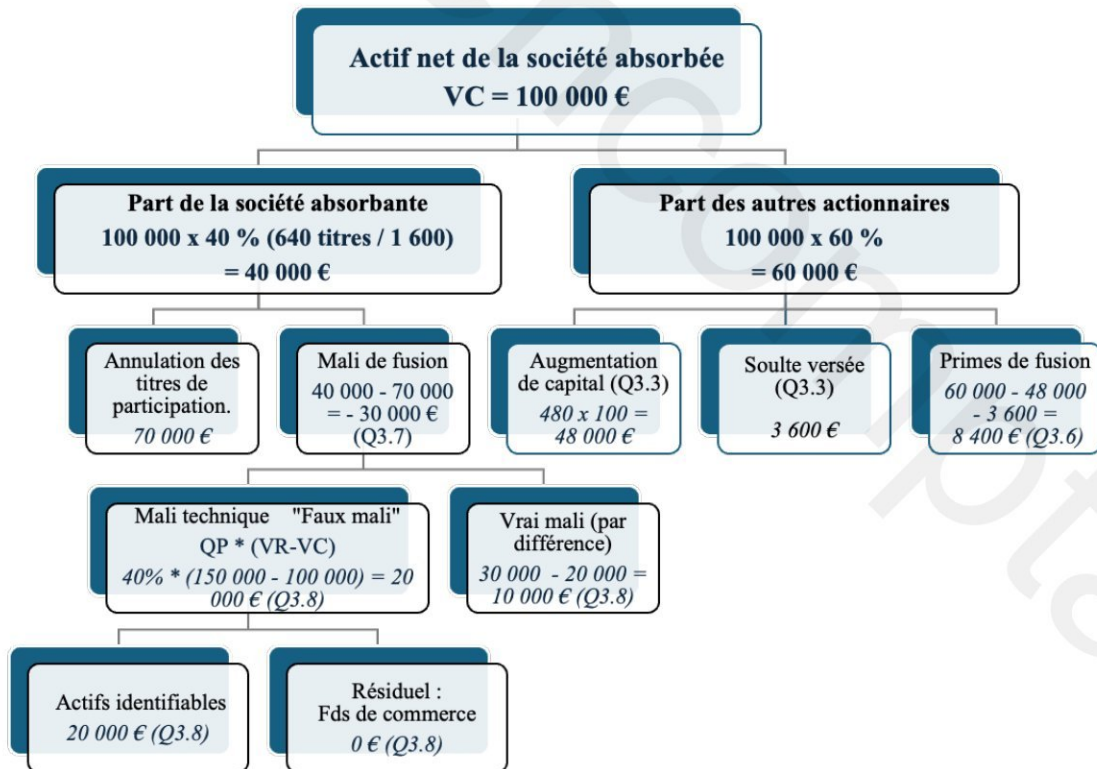 Actif net de la société absorbée
VC = 100 000 €
Part de la société absorbante
100 000 x 40 % (640 titres / 1 600)
= 40 000 €
Part des autres actionnaires
100 000 x 60 %
= 60 000 €
Annulation des
titres de
participation.
70 000 €
Mali de fusion
40 000 - 70 000
= - 30 000 €
(Q3.7)
Augmentation
de capital (Q3.3)
480 x 100 =
48 000 €
Soulte versée
(Q3.3)
3 600 €
Primes de fusion
60 000 - 48 000
- 3 600 =
8 400 € (Q3.6)
Mali technique "Faux mali"
QP * (VR-VC)
40% * (150 000 - 100 000) = 20
000 € (Q3.8)
Vrai mali (par
différence)
30 000 - 20 000 =
10 000 € (Q3.8)
Actifs identifiables
20 000 € (Q3.8)
Résiduel :
Fds de commerce
0 € (Q3.8)